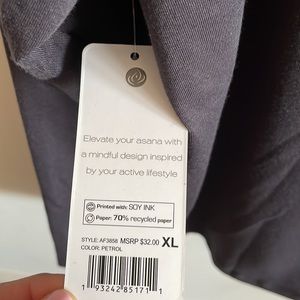 Elevate your asana with
a mindful design inspired
by your active lifestyle
Printed with: SOY INK
Paper: 70% recycled paper
STYLE: AF3858 MSRP $32.00 XL
COLOR: PETROL
1 93242 85171 1